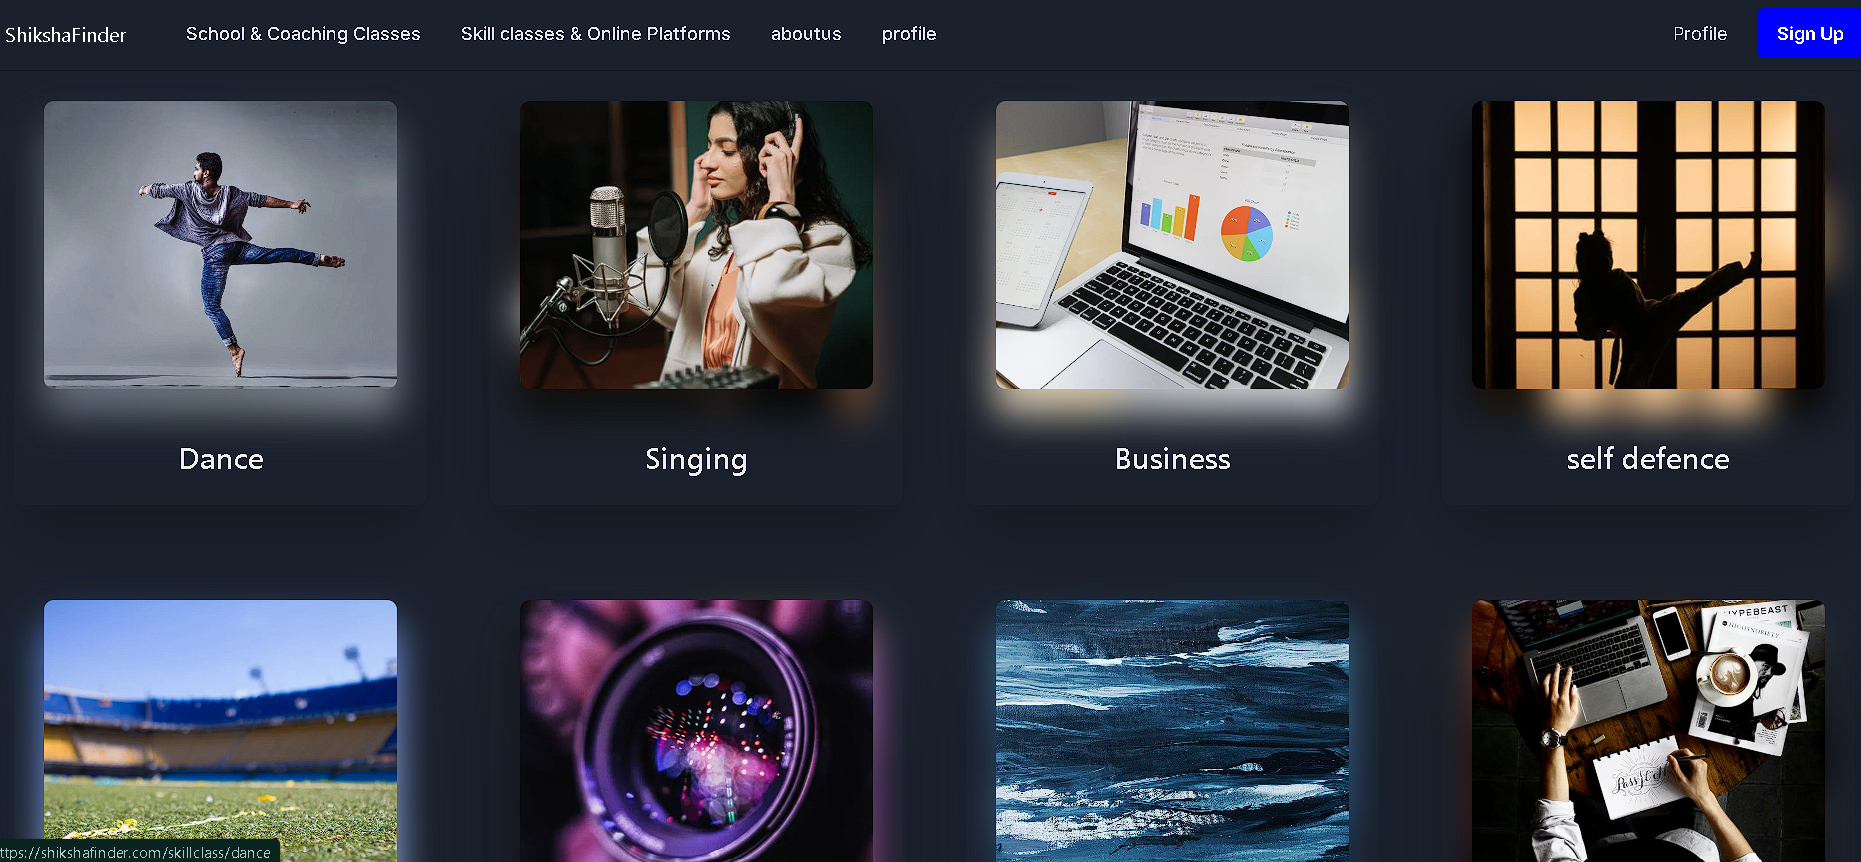 ShikshaFinder
School & Coaching Classes
Skill classes & Online Platforms
aboutus
profile
Profile
Sign Up
Dance
Singing
Business
self defence
HYPEBEAST
HIGHSNOBIETY
ttps://shikshafinder.com/skillclass/dance